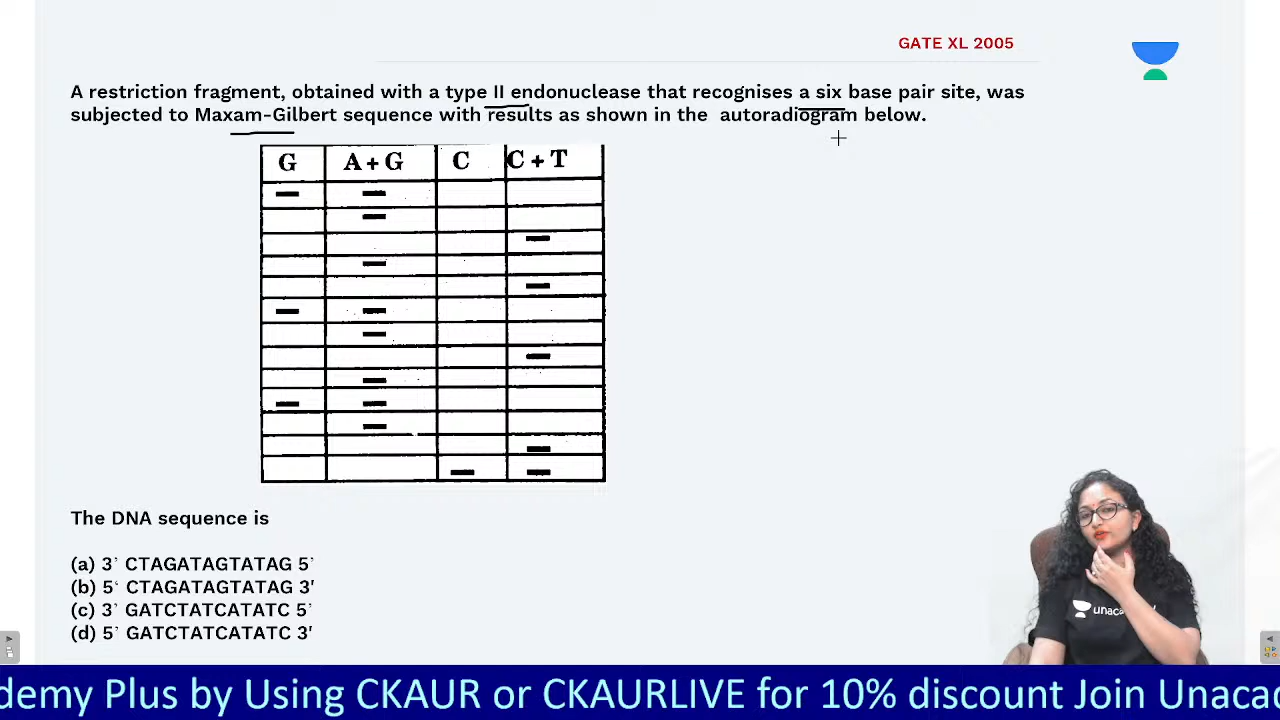 GATE XL 2005
A restriction fragment, obtained with a type II endonuclease that recognises a six base pair site, was
subjected to Maxam-Gilbert sequence with results as shown in the autoradiogram below.
G A + G C C + T
The DNA sequence is
(a) 3' CTAGATAGTATAG 5'
(b) 5' CTAGATAGTATAG 3'
(c) 3' GATCTATCATATC 5'
(d) 5' GATCTATCATATC 3'
demy Plus by Using CKAUR or CKAURLIVE for 10% discount Join Unacad